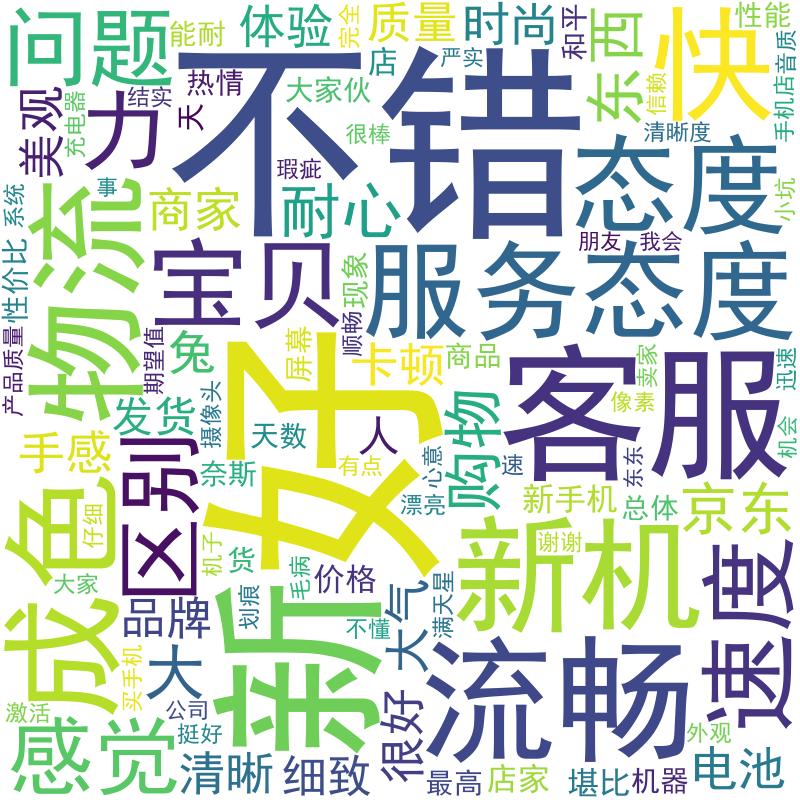 问题
能耐
体验
完全
质量
时尚
和平
东西
快
性能
店
严实
热情
结实
充电器
美观
力
天
大家伙
很棒
不错
信赖
清晰度
手机店
音质
瑕疵
事
系统
商家
耐心
态度
小坑
朋友
我会
物流
宝贝
现象
服务态度
性价比
顺畅
产品质量
期望值
兔
屏幕
卡顿
商品
客服
卖家
迅速
发货
摄像头
好
像素
手感
区别
天数
人
购物
机会
奈斯
有点
心意
速
东东
漂亮
新手机
总体
京东
成色
仔细
机子
货
毛病
价格
谢谢
新机
大家
划痕
新
大气
满天星
速度
品牌
不懂
买手机
大
流畅
激活
公司
很好
感觉
挺好
外观
清晰
细致
最高
店家
堪比
机器
电池